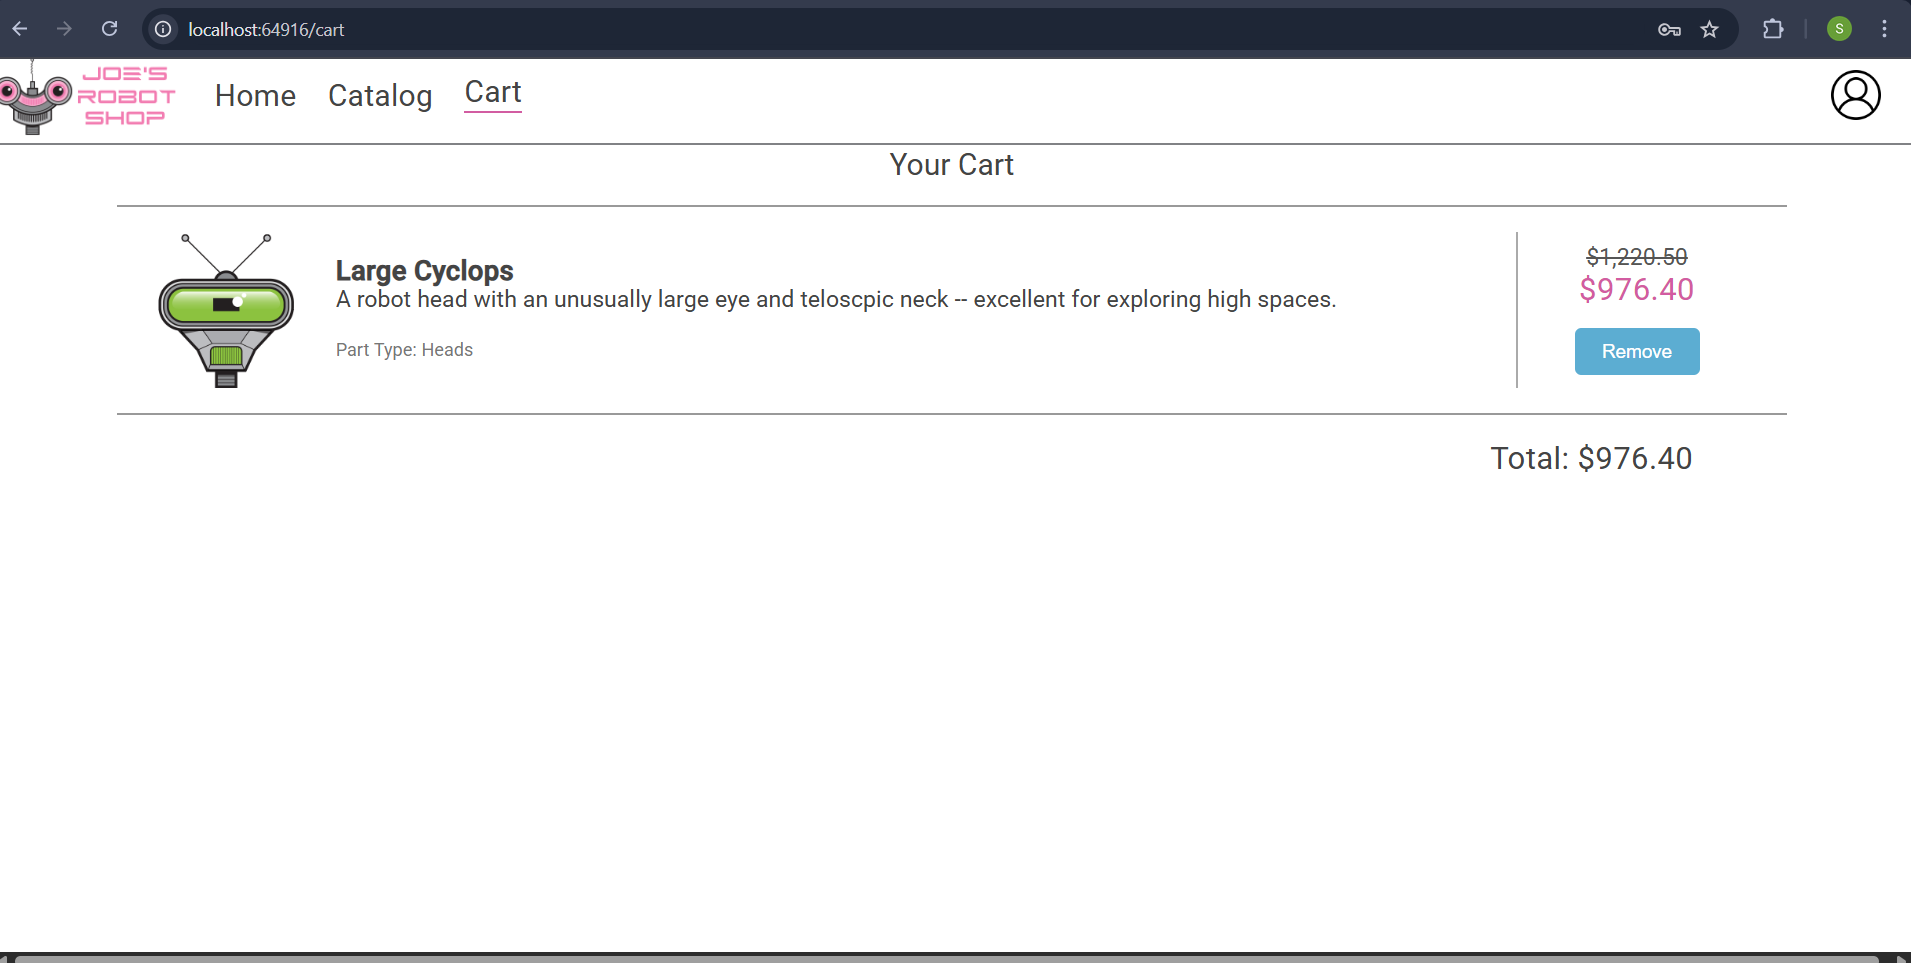 localhost:64916/cart
S
JOE'S
ROBOT
SHOP
Home Catalog Cart
Your Cart
Large Cyclops
A robot head with an unusually large eye and teloscpic neck -- excellent for exploring high spaces.
Part Type: Heads
$1,220.50
$976.40
Remove
Total: $976.40